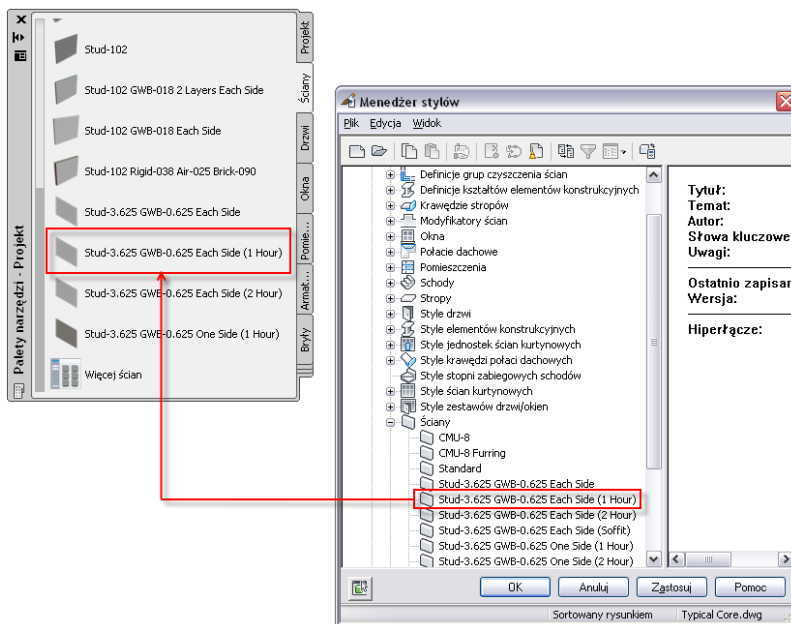 Stud-102
Stud-102 GWB-018 2 Layers Each Side
Stud-102 GWB-018 Each Side
Stud-102 Rigid-038 Air-025 Brick-090
Stud-3.625 GWB-0.625 Each Side
Stud-3.625 GWB-0.625 Each Side (1 Hour)
Stud-3.625 GWB-0.625 Each Side (2 Hour)
Stud-3.625 GWB-0.625 One Side (1 Hour)
Więcej ścian
Palety narzędzi - Projekt
Projekt
Ściany
Drzwi
Okna
Pomie...
Armat...
Bryły
Menedżer stylów
Plik Edycja Widok
Definicje grup czyszczenia ścian
Definicje kształtów elementów konstrukcyjnych
Krawędzie stropów
Modyfikatory ścian
Okna
Połacie dachowe
Pomieszczenia
Schody
Stropy
Style drzwi
Style elementów konstrukcyjnych
Style jednostek ścian kurtynowych
Style krawędzi połaci dachowych
Style stopni zabiegowych schodów
Style ścian kurtynowych
Style zestawów drzwi/okien
Ściany
CMU-8
CMU-8 Furring
Standard
Stud-3.625 GWB-0.625 Each Side
Stud-3.625 GWB-0.625 Each Side (1 Hour)
Stud-3.625 GWB-0.625 Each Side (2 Hour)
Stud-3.625 GWB-0.625 Each Side (Soffit)
Stud-3.625 GWB-0.625 One Side (1 Hour)
Stud-3.625 GWB-0.625 One Side (2 Hour)
Tytuł:
Temat:
Autor:
Słowa kluczowe
Uwagi:
Ostatnio zapisan
Wersja:
Hiperłącze:
OK Anuluj Zastosuj Pomoc
Sortowany rysunkiem Typical Core.dwg